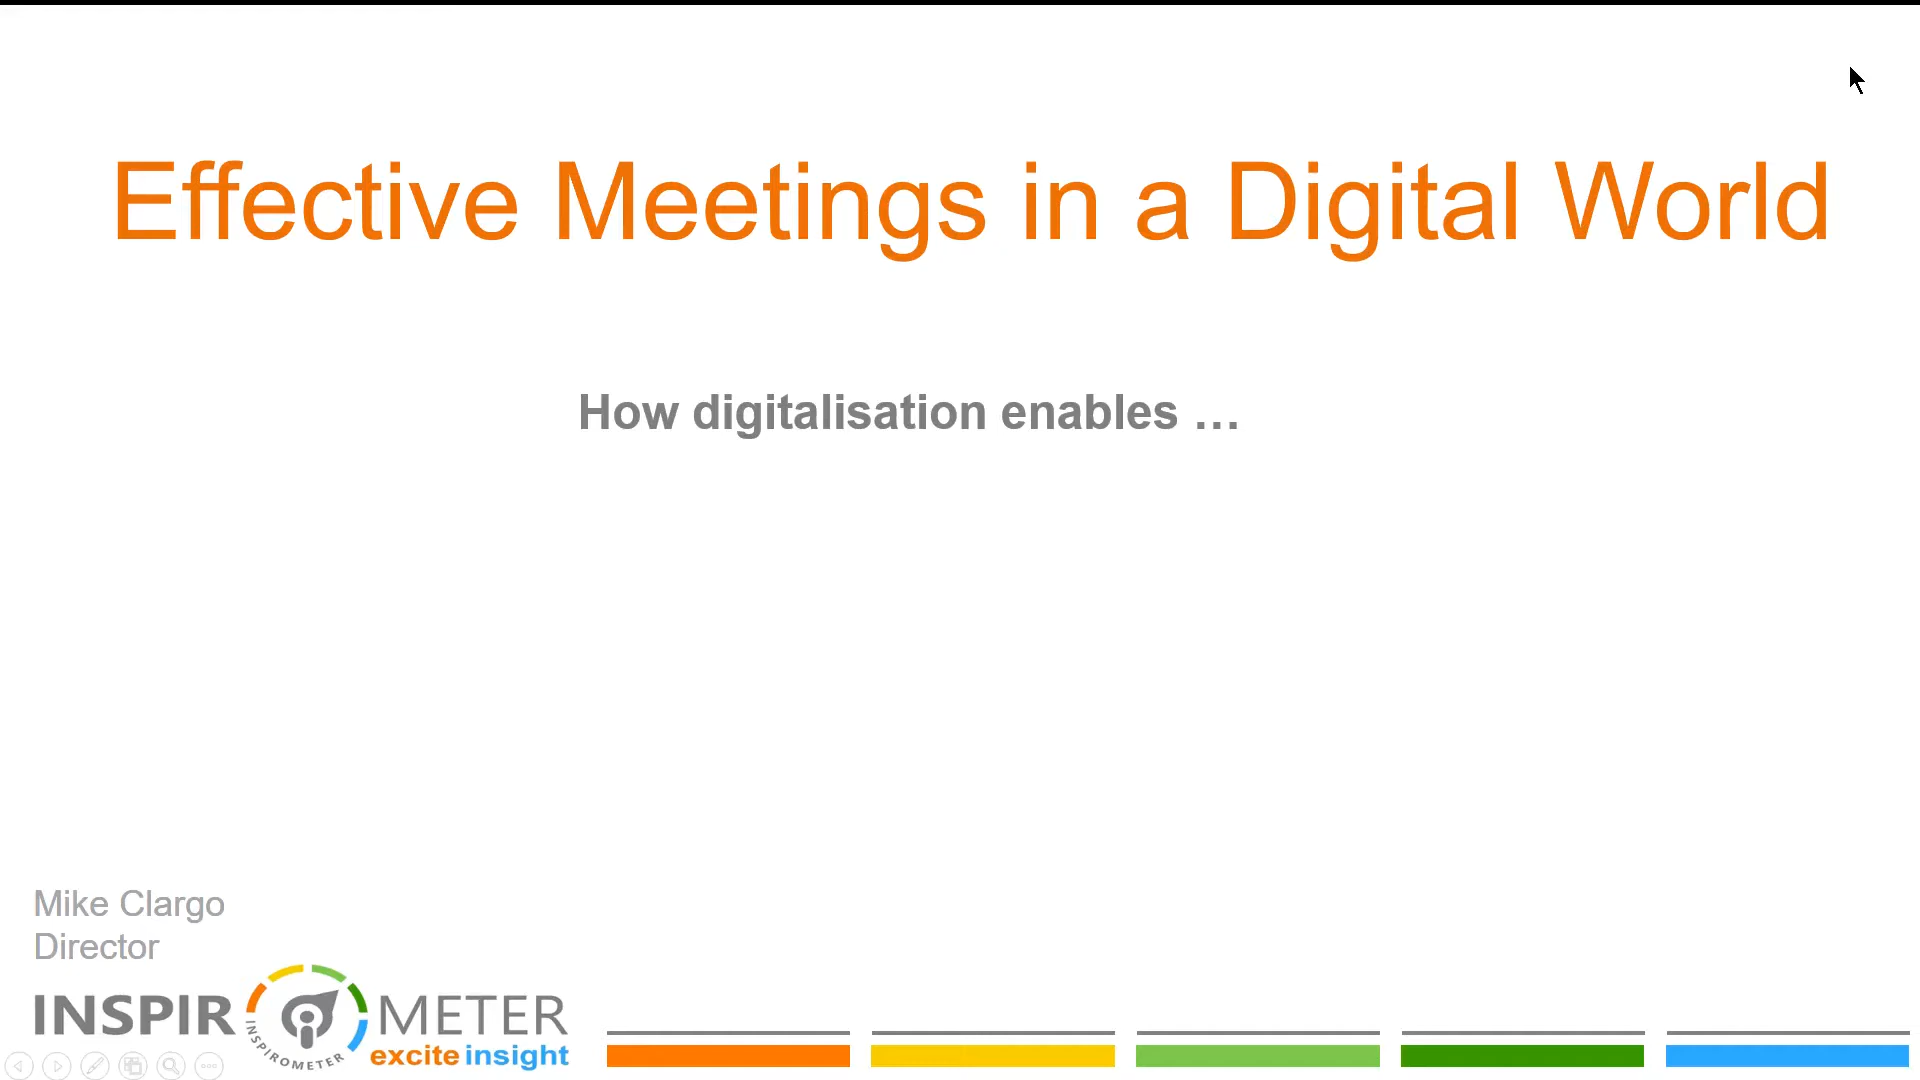 Effective Meetings in a Digital World
How digitalisation enables …
Mike Clargo
Director
INSPIR METER
INSPIROMETER
excite insight